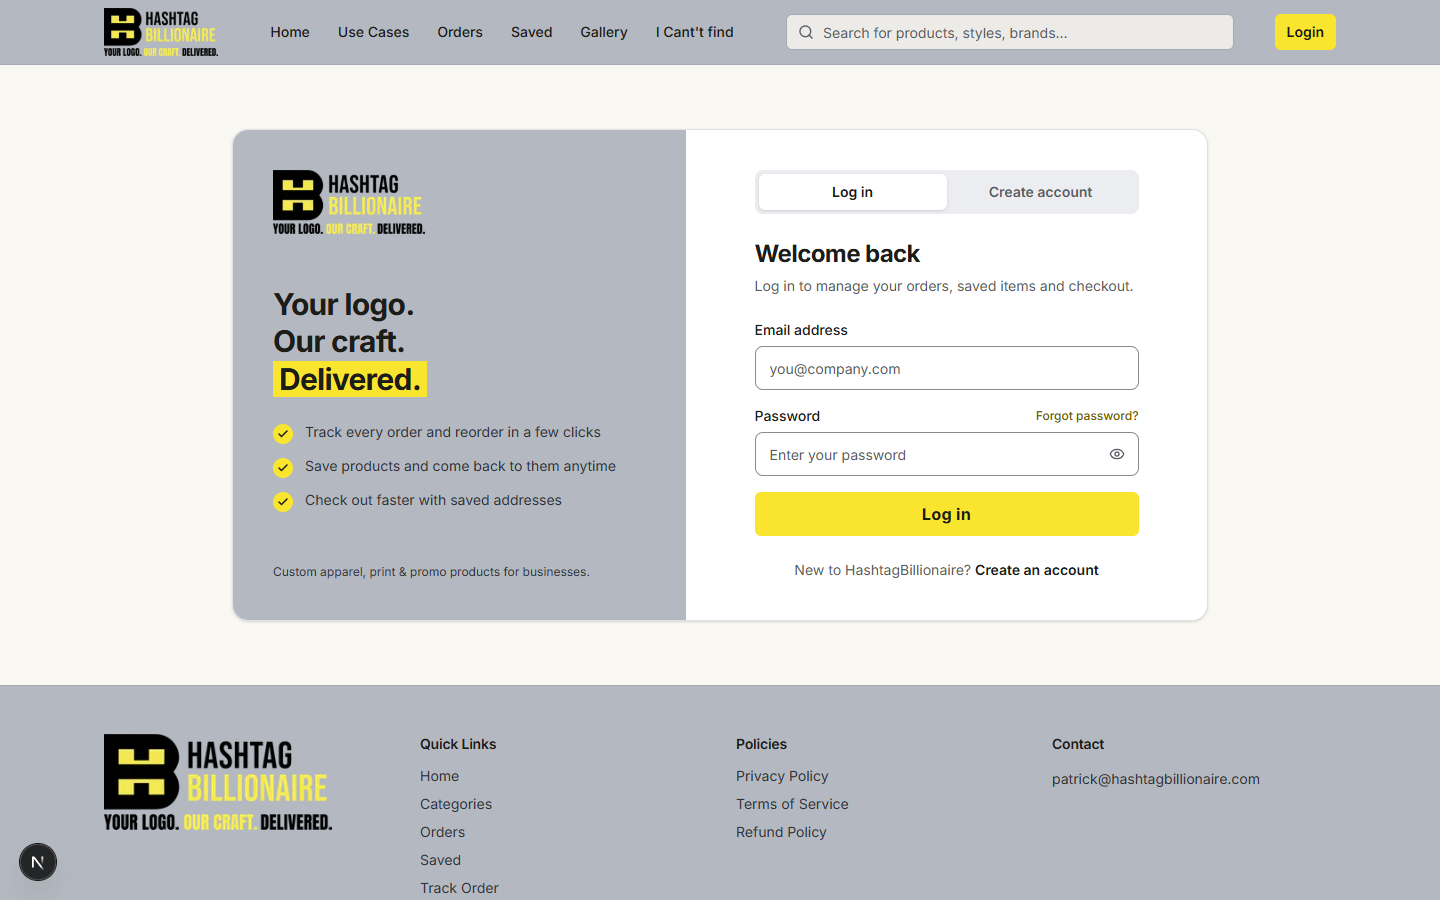 HASHTAG
BILLIONAIRE
YOUR LOGO. OUR CRAFT. DELIVERED.
Home
Use Cases
Orders
Saved
Gallery
I Cant't find
Search for products, styles, brands...
Login
HASHTAG
BILLIONAIRE
YOUR LOGO. OUR CRAFT. DELIVERED.
Your logo.
Our craft.
Delivered.
Track every order and reorder in a few clicks
Save products and come back to them anytime
Check out faster with saved addresses
Custom apparel, print & promo products for businesses.
Log in
Create account
Welcome back
Log in to manage your orders, saved items and checkout.
Email address
you@company.com
Password
Forgot password?
Enter your password
Log in
New to HashtagBillionaire? Create an account
HASHTAG
BILLIONAIRE
YOUR LOGO. OUR CRAFT. DELIVERED.
Quick Links
Home
Categories
Orders
Saved
Track Order
Policies
Privacy Policy
Terms of Service
Refund Policy
Contact
patrick@hashtagbillionaire.com
N